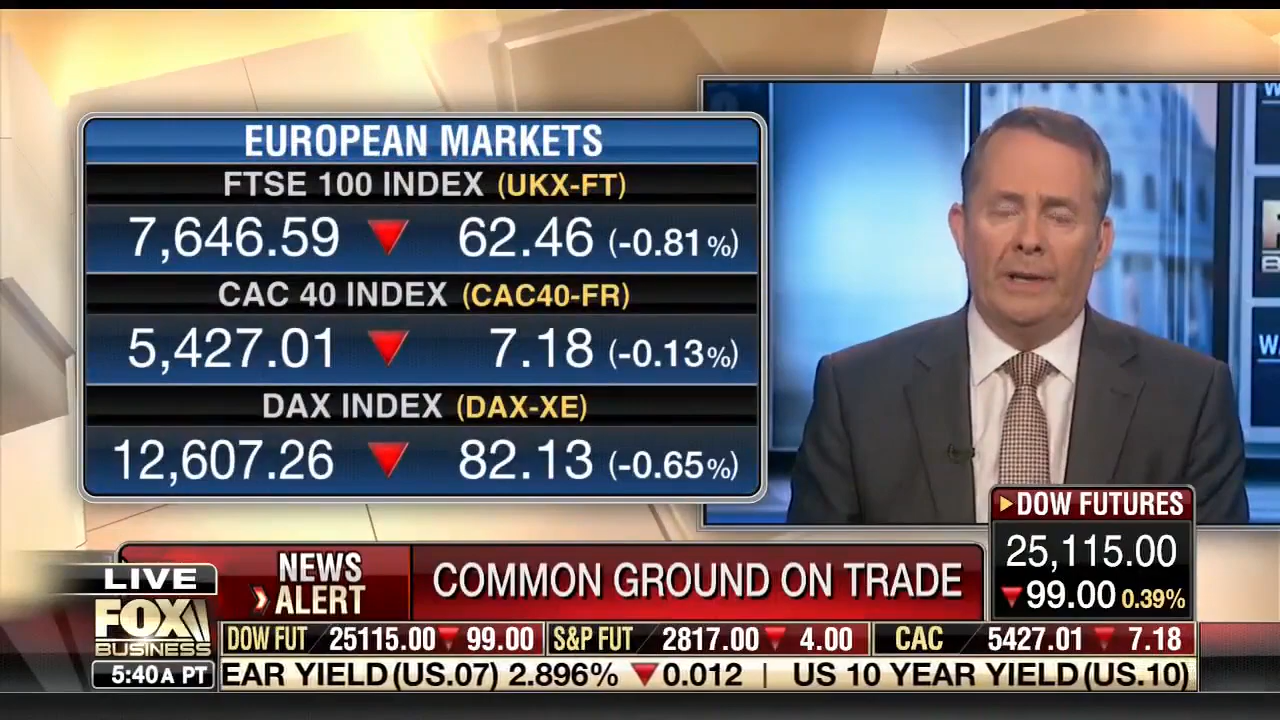 EUROPEAN MARKETS
FTSE 100 INDEX (UKX-FT)
7,646.59 ▼ 62.46 (-0.81%)
CAC 40 INDEX (CAC40-FR)
5,427.01 ▼ 7.18 (-0.13%)
DAX INDEX (DAX-XE)
12,607.26 ▼ 82.13 (-0.65%)
DOW FUTURES
25,115.00
▼99.00 0.39%
LIVE
NEWS
ALERT
COMMON GROUND ON TRADE
FOX
BUSINESS
DOW FUT 25115.00 ▼ 99.00 S&P FUT 2817.00 ▼ 4.00 CAC 5427.01 ▼ 7.18
5:40A PT
EAR YIELD(US.07) 2.896% ▼0.012 | US 10 YEAR YIELD(US.10)